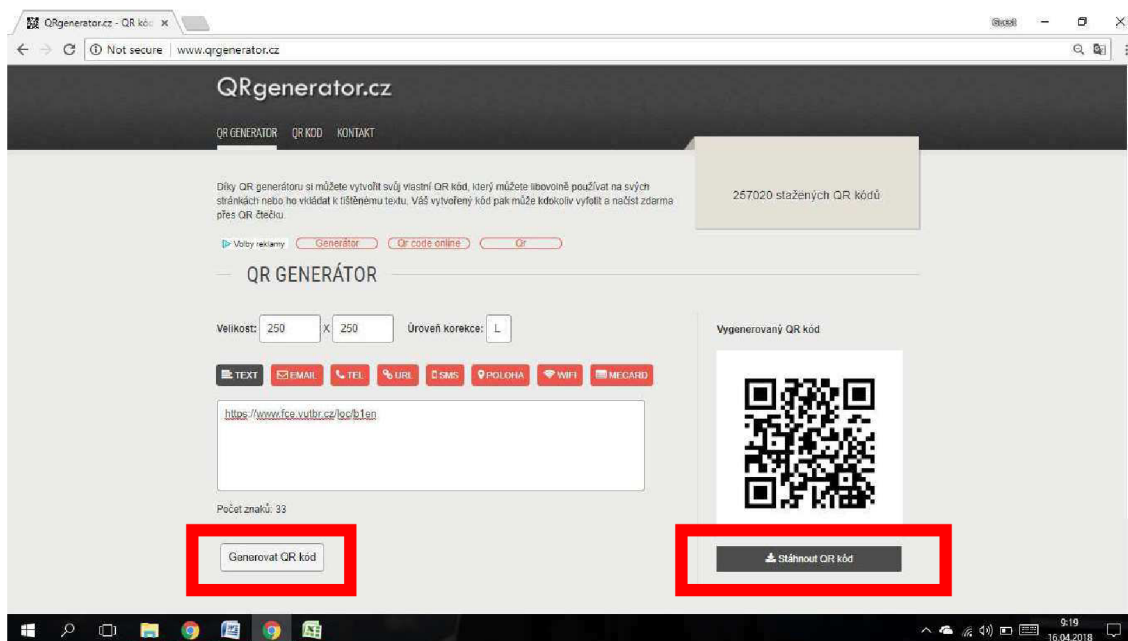 QRgenerator.cz - QR kó
Not secure | www.qrgenerator.cz
QRgenerator.cz
QR GENERÁTOR QR KOD KONTAKT
257020 stažených QR kódů
Díky QR generátoru si můžete vytvořit svůj vlastní QR kód, který můžete libovolně používat na svých
stránkách nebo ho vkládat k tištěnému textu. Váš vytvořený kód pak může kdokoliv vyfotit a načíst zdarma
přes QR čtečku.
Volby reklamy Generátor Qr code online Qr
QR GENERÁTOR
Velikost: 250 X 250 Úroveň korekce: L
Vygenerovaný QR kód
TEXT EMAIL TEL URL SMS POLOHA WIFI MECARD
https://www.fce.vutbr.cz/loc/b1en
Počet znaků: 33
Generovat QR kód
Stáhnout QR kód
9:19
16.04.2018